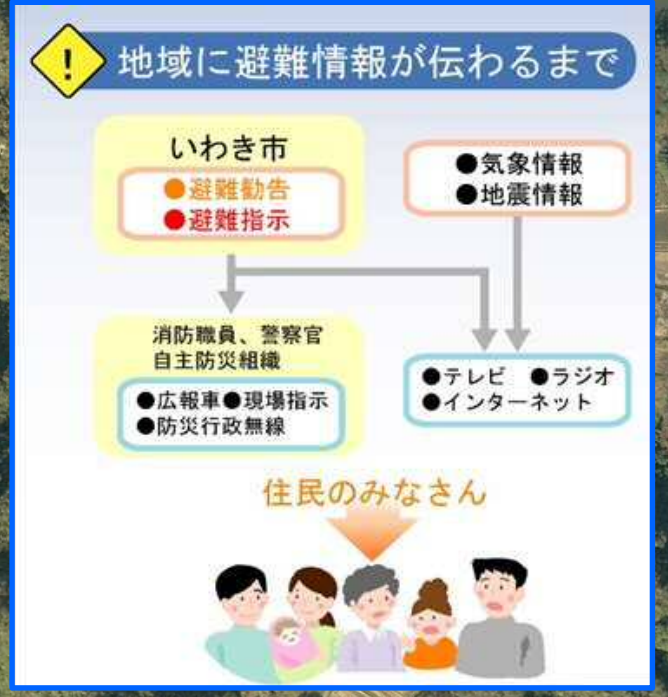 !
地域に避難情報が伝わるまで
いわき市
●避難勧告
●避難指示
●気象情報
●地震情報
消防職員、警察官
自主防災組織
●広報車●現場指示
●防災行政無線
●テレビ ●ラジオ
●インターネット
住民のみなさん